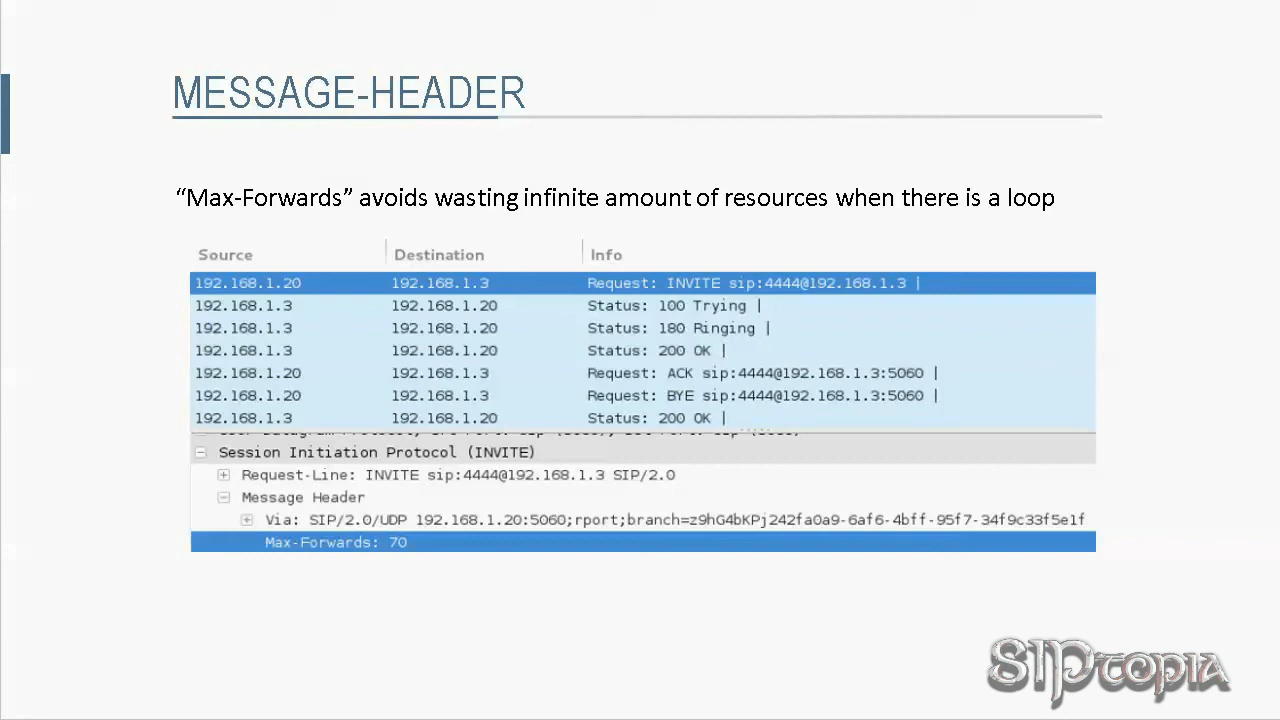 MESSAGE-HEADER
“Max-Forwards” avoids wasting infinite amount of resources when there is a loop
Source Destination Info
192.168.1.20 192.168.1.3 Request: INVITE sip:4444@192.168.1.3 |
192.168.1.3 192.168.1.20 Status: 100 Trying |
192.168.1.3 192.168.1.20 Status: 180 Ringing |
192.168.1.3 192.168.1.20 Status: 200 OK |
192.168.1.20 192.168.1.3 Request: ACK sip:4444@192.168.1.3:5060 |
192.168.1.20 192.168.1.3 Request: BYE sip:4444@192.168.1.3:5060 |
192.168.1.3 192.168.1.20 Status: 200 OK |
Session Initiation Protocol (INVITE)
Request-Line: INVITE sip:4444@192.168.1.3 SIP/2.0
Message Header
Via: SIP/2.0/UDP 192.168.1.20:5060;rport;branch=z9hG4bKPj242fa0a9-6af6-4bff-95f7-34f9c33f5e1f
Max-Forwards: 70
SIPtopia